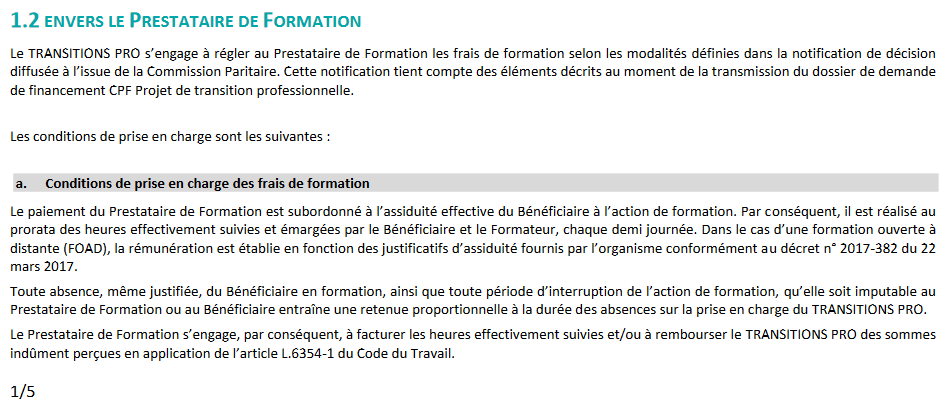 1.2 ENVERS LE PRESTATAIRE DE FORMATION
Le TRANSITIONS PRO s’engage à régler au Prestataire de Formation les frais de formation selon les modalités définies dans la notification de décision
diffusée à l’issue de la Commission Paritaire. Cette notification tient compte des éléments décrits au moment de la transmission du dossier de demande
de financement CPF Projet de transition professionnelle.
Les conditions de prise en charge sont les suivantes :
a. Conditions de prise en charge des frais de formation
Le paiement du Prestataire de Formation est subordonné à l’assiduité effective du Bénéficiaire à l’action de formation. Par conséquent, il est réalisé au
prorata des heures effectivement suivies et émargées par le Bénéficiaire et le Formateur, chaque demi journée. Dans le cas d’une formation ouverte à
distante (FOAD), la rémunération est établie en fonction des justificatifs d’assiduité fournis par l’organisme conformément au décret n° 2017-382 du 22
mars 2017.
Toute absence, même justifiée, du Bénéficiaire en formation, ainsi que toute période d’interruption de l’action de formation, qu’elle soit imputable au
Prestataire de Formation ou au Bénéficiaire entraîne une retenue proportionnelle à la durée des absences sur la prise en charge du TRANSITIONS PRO.
Le Prestataire de Formation s’engage, par conséquent, à facturer les heures effectivement suivies et/ou à rembourser le TRANSITIONS PRO des sommes
indûment perçues en application de l’article L.6354-1 du Code du Travail.
1/5